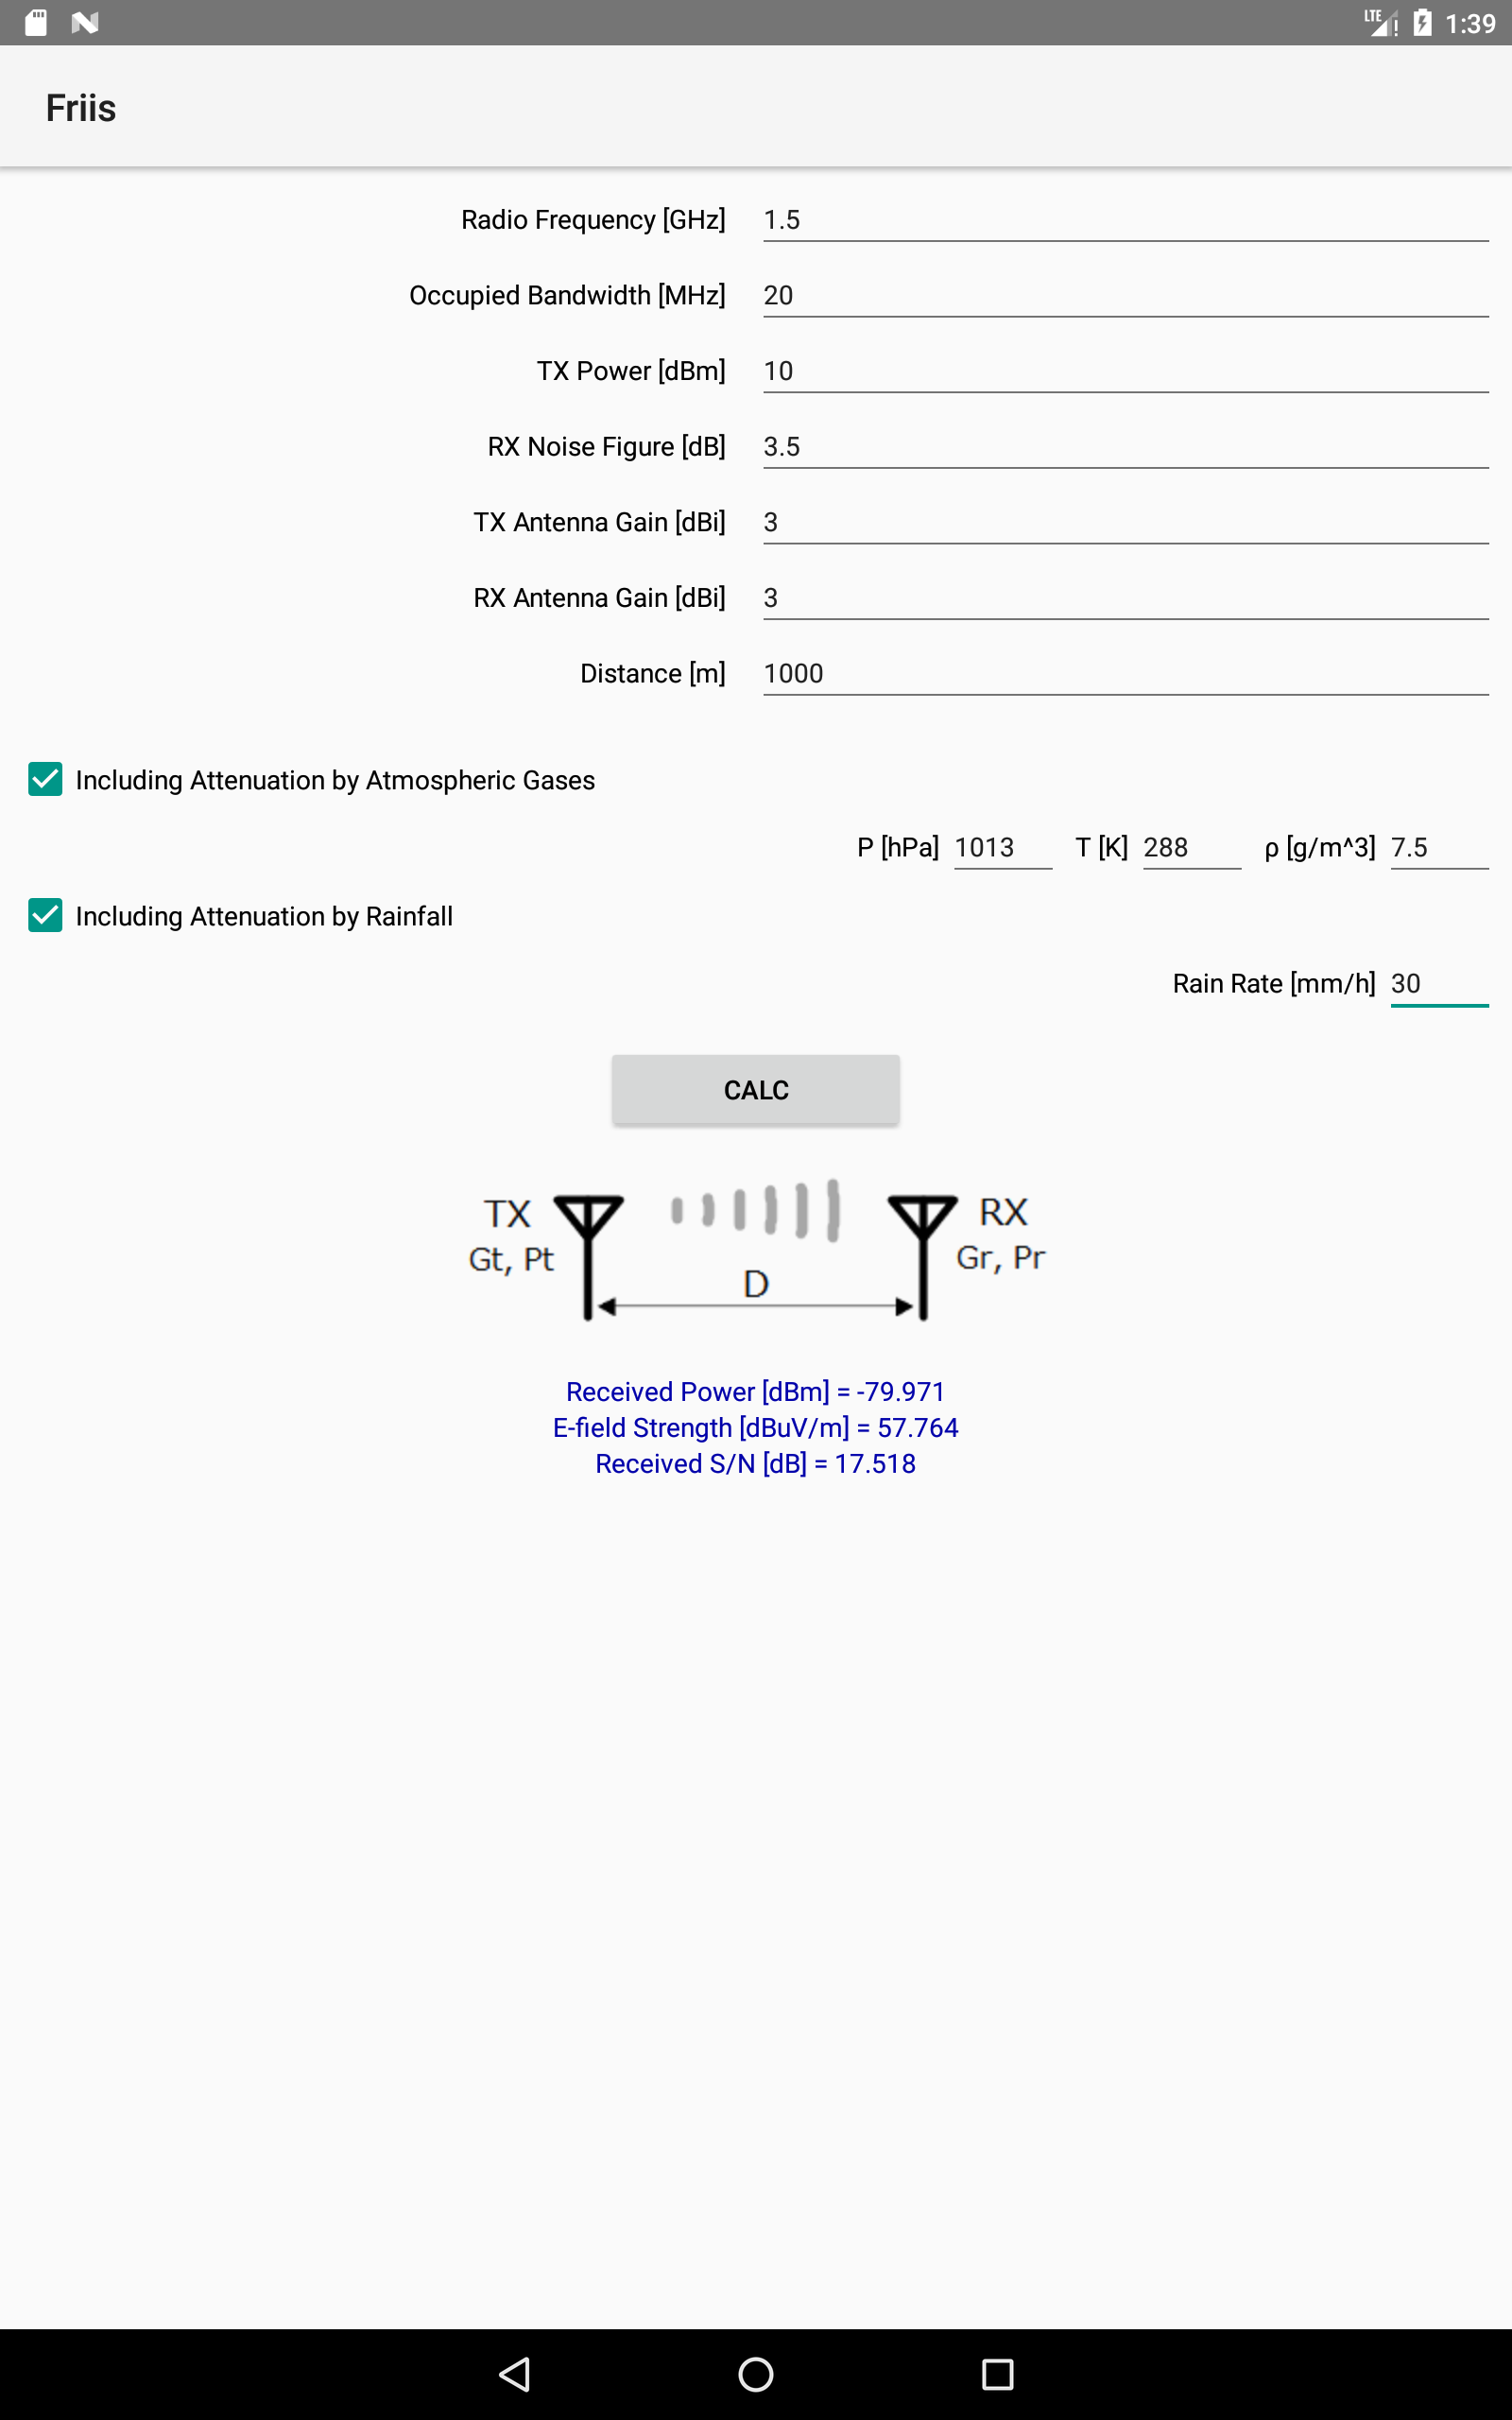 LTE 1:39
Friis
Radio Frequency [GHz] 1.5
Occupied Bandwidth [MHz] 20
TX Power [dBm] 10
RX Noise Figure [dB] 3.5
TX Antenna Gain [dBi] 3
RX Antenna Gain [dBi] 3
Distance [m] 1000
Including Attenuation by Atmospheric Gases
P [hPa] 1013 T [K] 288 ρ [g/m^3] 7.5
Including Attenuation by Rainfall
Rain Rate [mm/h] 30
CALC
TX RX
Gt, Pt Gr, Pr
D
Received Power [dBm] = -79.971
E-field Strength [dBuV/m] = 57.764
Received S/N [dB] = 17.518